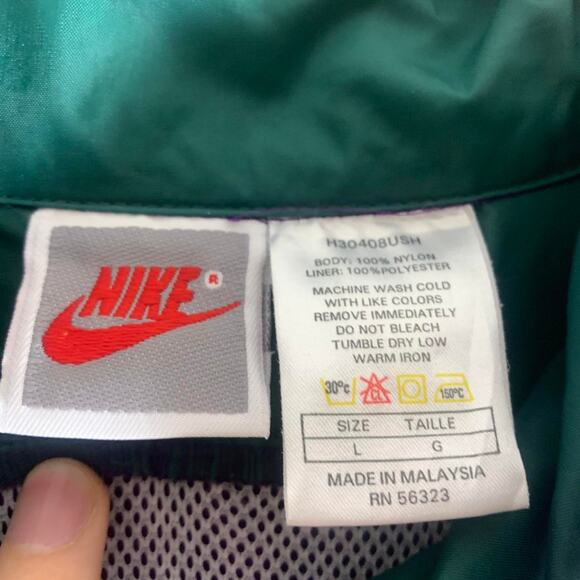 NIKE ®
H30408USH
BODY: 100% NYLON
LINER: 100%POLYESTER
MACHINE WASH COLD
WITH LIKE COLORS
REMOVE IMMEDIATELY
DO NOT BLEACH
TUMBLE DRY LOW
WARM IRON
30°c CL 150°C
SIZE TAILLE
L G
MADE IN MALAYSIA
RN 56323